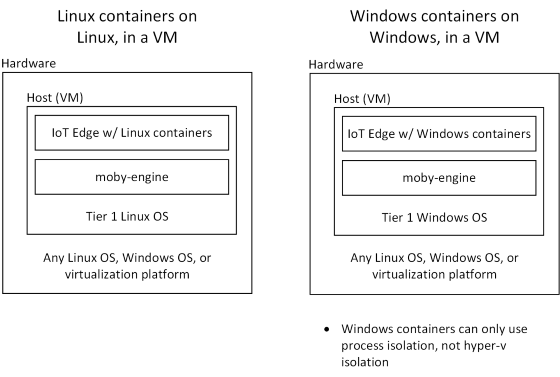 Linux containers on
Linux, in a VM
Hardware
Host (VM)
IoT Edge w/ Linux containers
moby-engine
Tier 1 Linux OS
Any Linux OS, Windows OS, or
virtualization platform
Windows containers on
Windows, in a VM
Hardware
Host (VM)
IoT Edge w/ Windows containers
moby-engine
Tier 1 Windows OS
Any Linux OS, Windows OS, or
virtualization platform
• Windows containers can only use
process isolation, not hyper-v
isolation